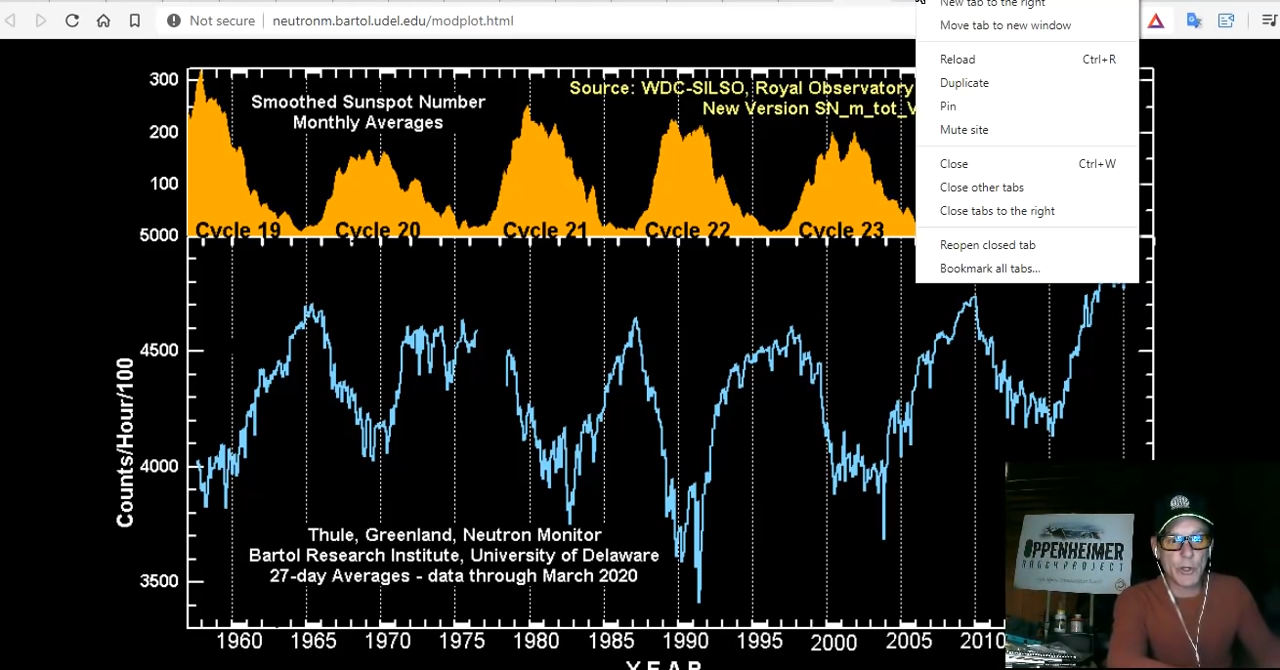 Not secure
neutronm.bartol.udel.edu/modplot.html
New tab to the right
Move tab to new window
Reload Ctrl+R
Duplicate
Pin
Mute site
Close Ctrl+W
Close other tabs
Close tabs to the right
Reopen closed tab
Bookmark all tabs...
300
200
100
5000
4500
4000
3500
Counts/Hour/100
Smoothed Sunspot Number
Monthly Averages
Source: WDC-SILSO, Royal Observatory
New Version SN_m_tot_V
Cycle 19
Cycle 20
Cycle 21
Cycle 22
Cycle 23
Thule, Greenland, Neutron Monitor
Bartol Research Institute, University of Delaware
27-day Averages - data through March 2020
1960 1965 1970 1975 1980 1985 1990 1995 2000 2005 2010
YEAR
OPPENHEIMER
RANCH PROJECT